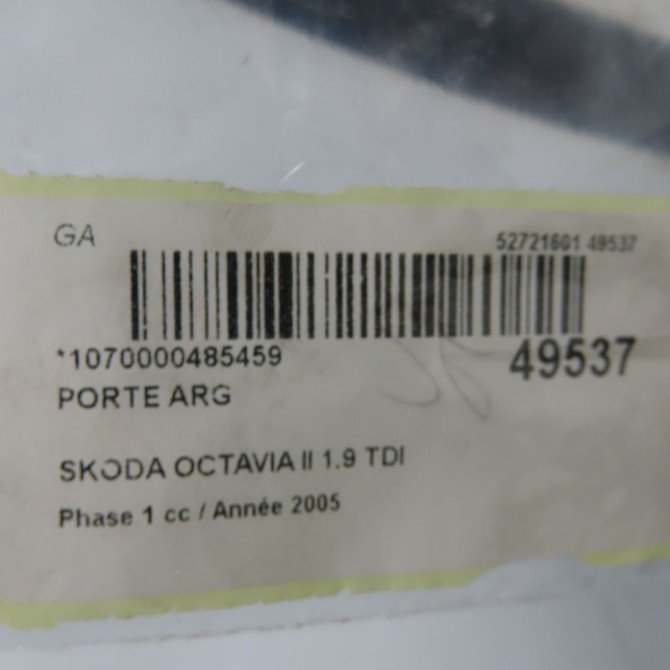 GA
52721601 49537
*1070000485459
49537
PORTE ARG
SKODA OCTAVIA II 1.9 TDI
Phase 1 cc / Année 2005